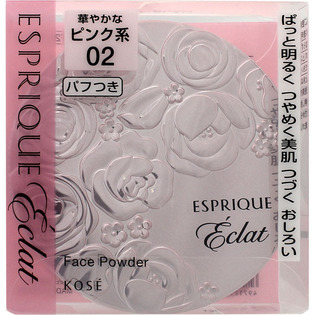 ESPRIQUE Éclat
華やかな
ピンク系
02
パフつき
ぱっと明るく つやめく美肌 つづく おしろい
ESPRIQUE
Éclat
Face Powder
KOSÉ